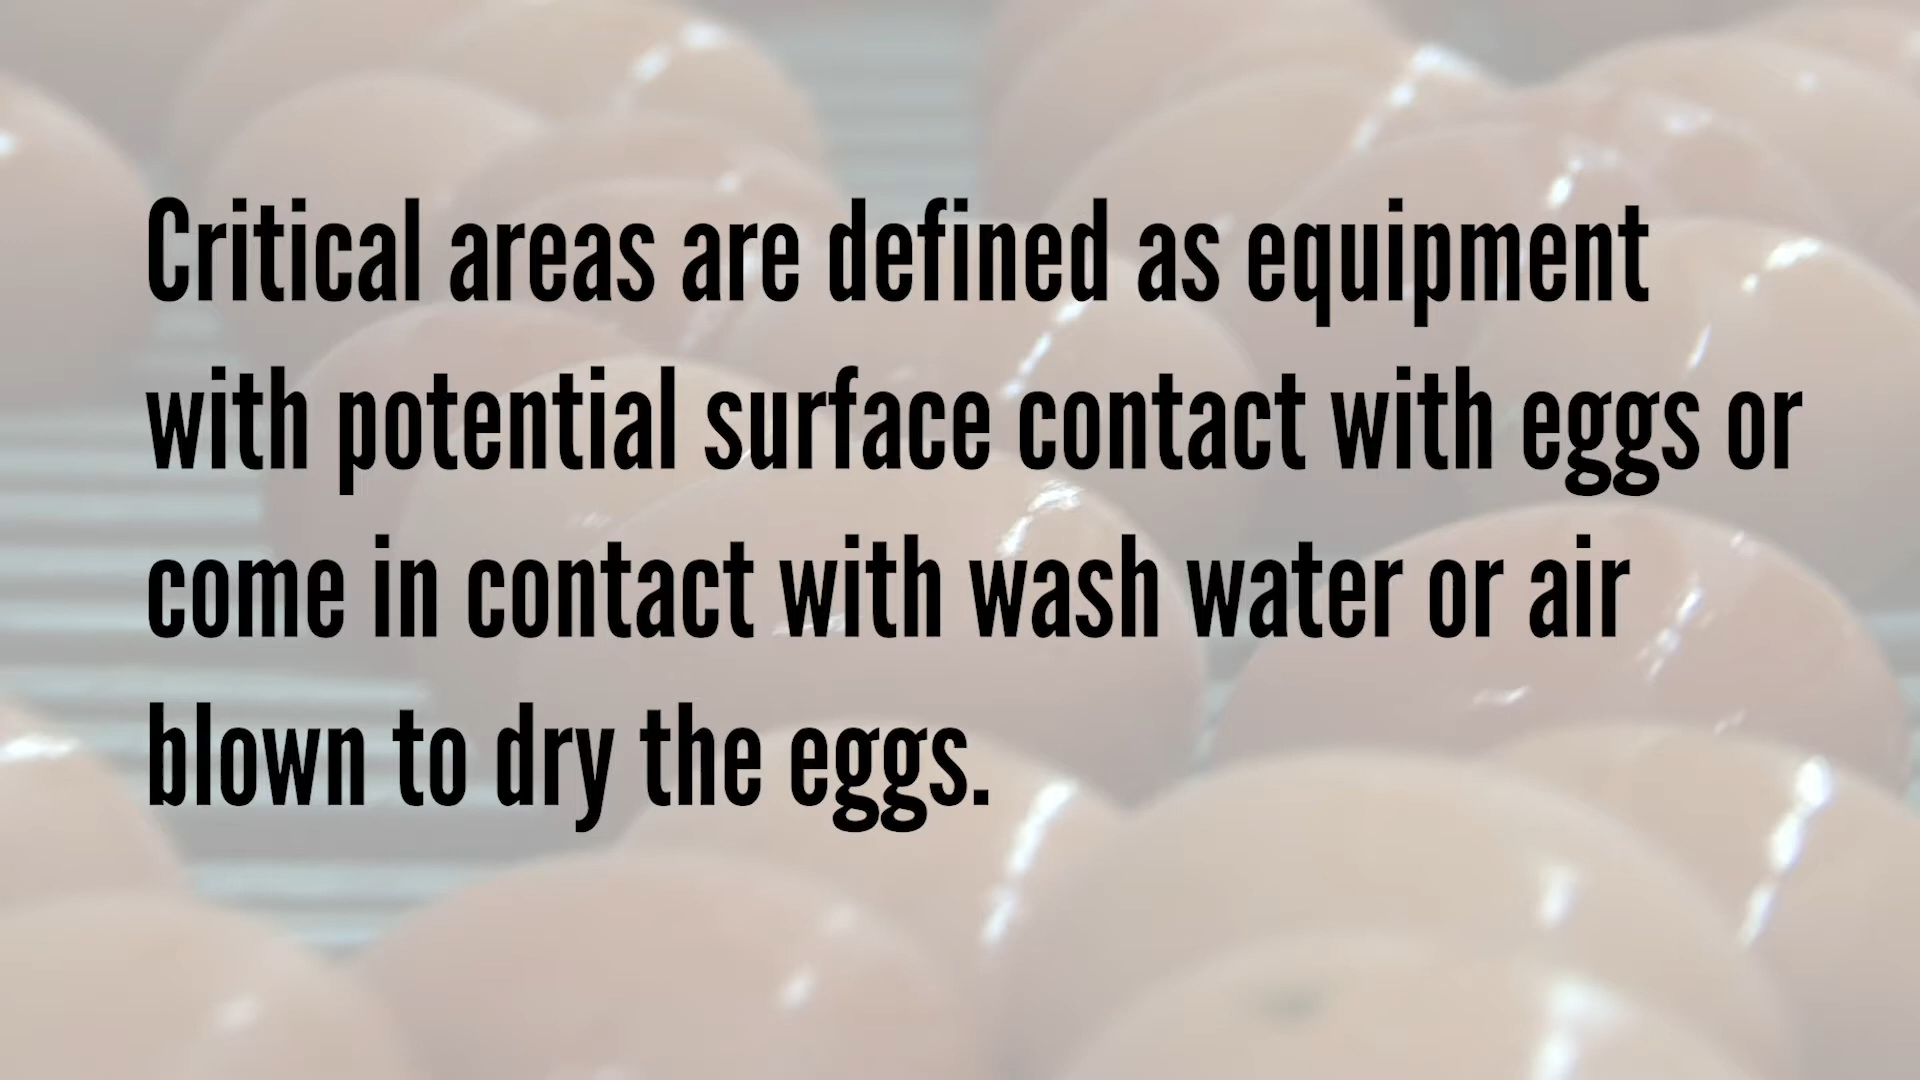 Critical areas are defined as equipment
with potential surface contact with eggs or
come in contact with wash water or air
blown to dry the eggs.